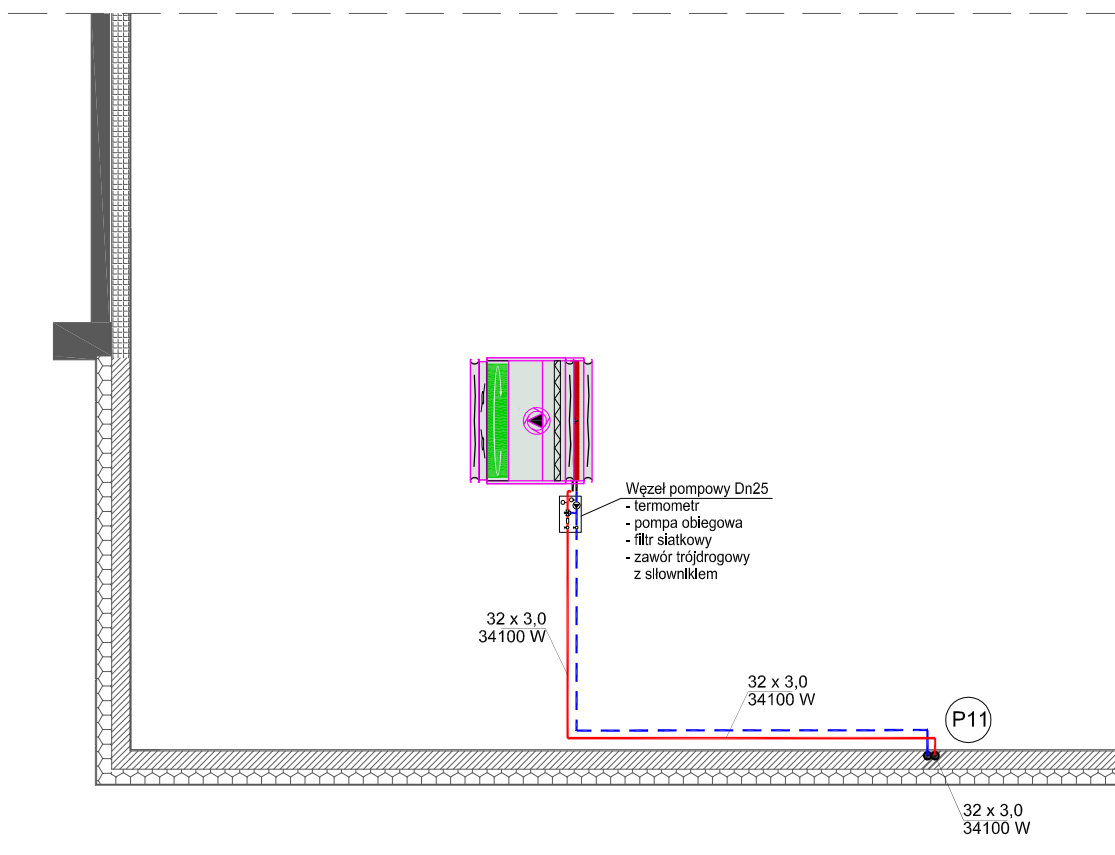 Węzeł pompowy Dn25
- termometr
- pompa obiegowa
- filtr siatkowy
- zawór trójdrogowy
z siłownikiem
32 x 3,0
34100 W
32 x 3,0
34100 W
P11
32 x 3,0
34100 W